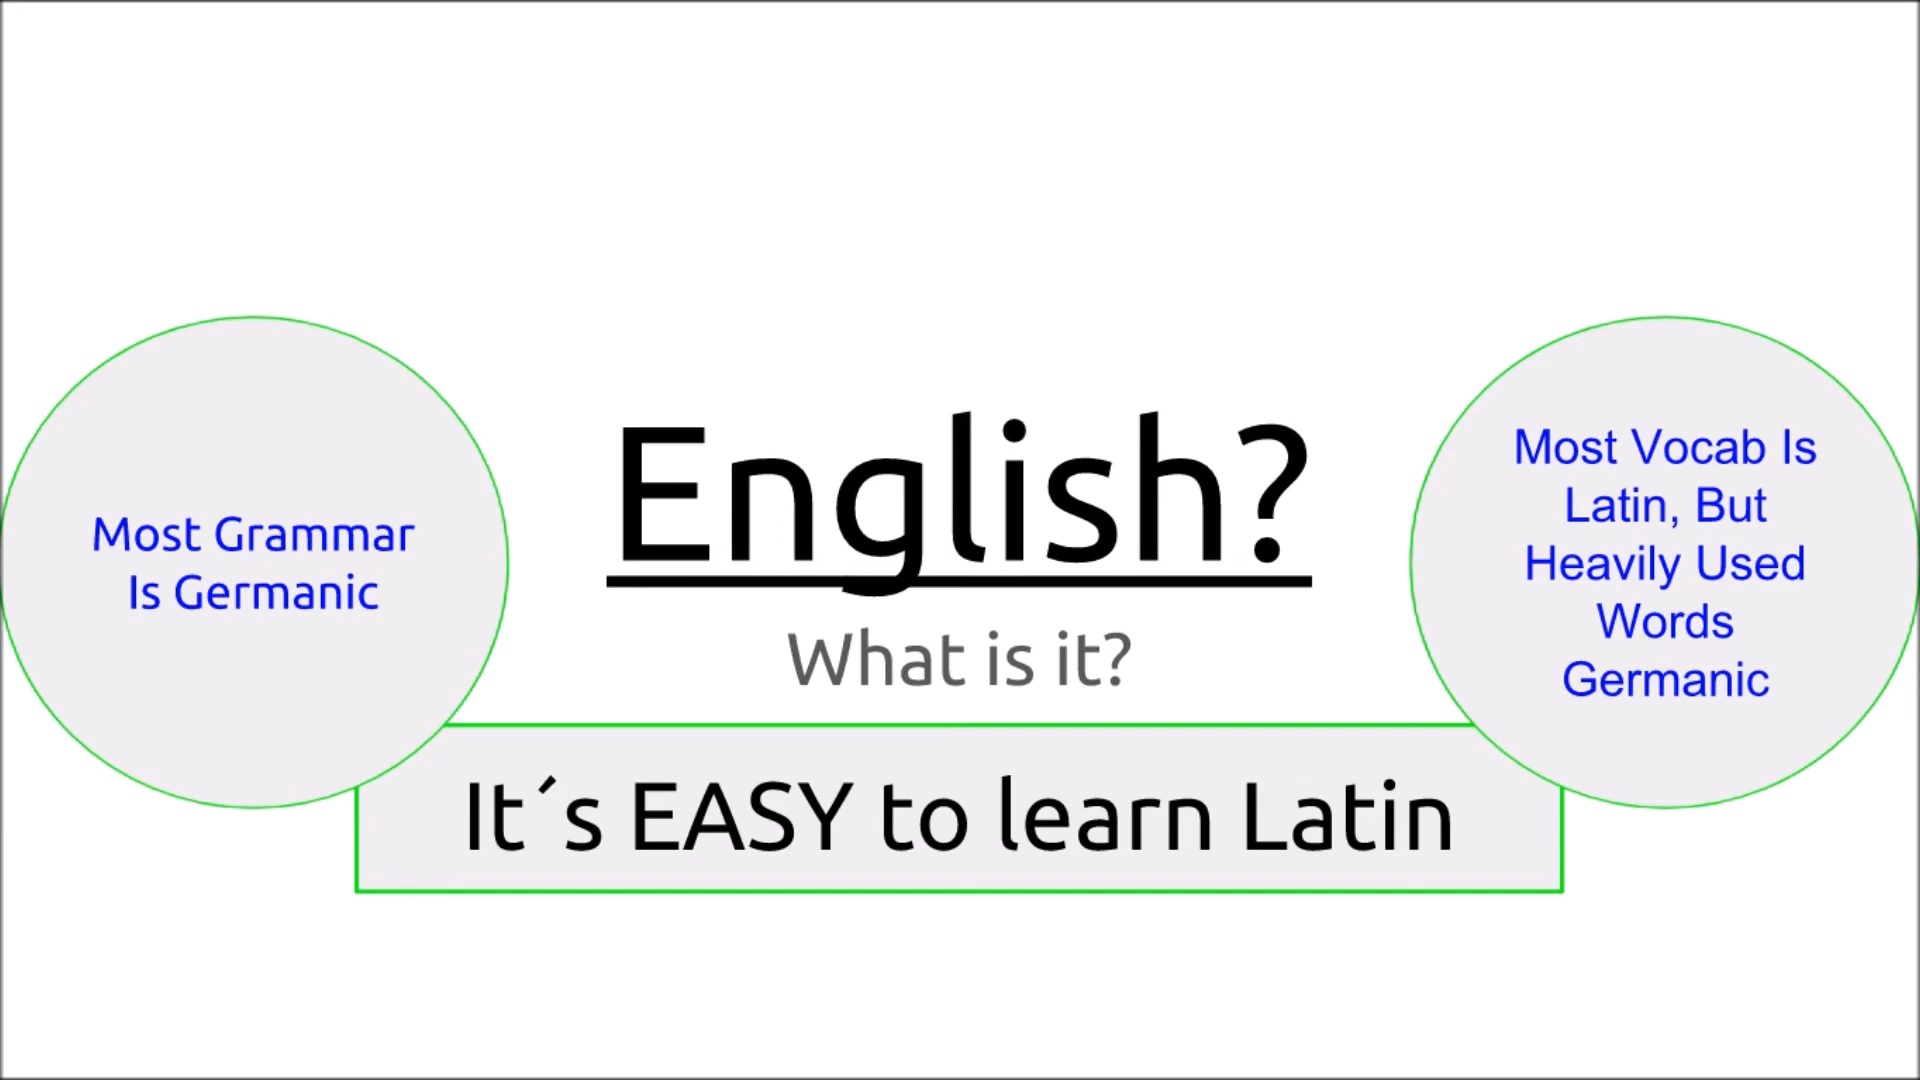 Most Grammar
Is Germanic
English?
What is it?
Most Vocab Is
Latin, But
Heavily Used
Words
Germanic
It´s EASY to learn Latin